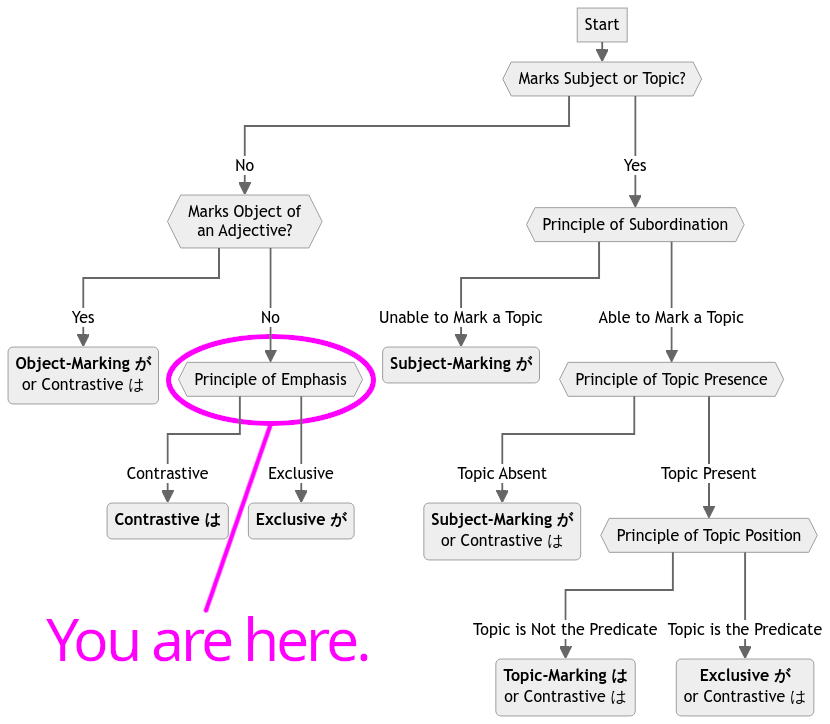 Start
Marks Subject or Topic?
No
Yes
Marks Object of
an Adjective?
Principle of Subordination
Yes
No
Unable to Mark a Topic
Able to Mark a Topic
Object-Marking が
or Contrastive は
Principle of Emphasis
Subject-Marking が
Principle of Topic Presence
Contrastive
Exclusive
Topic Absent
Topic Present
Contrastive は
Exclusive が
Subject-Marking が
or Contrastive は
Principle of Topic Position
You are here.
Topic is Not the Predicate
Topic is the Predicate
Topic-Marking は
or Contrastive は
Exclusive が
or Contrastive は